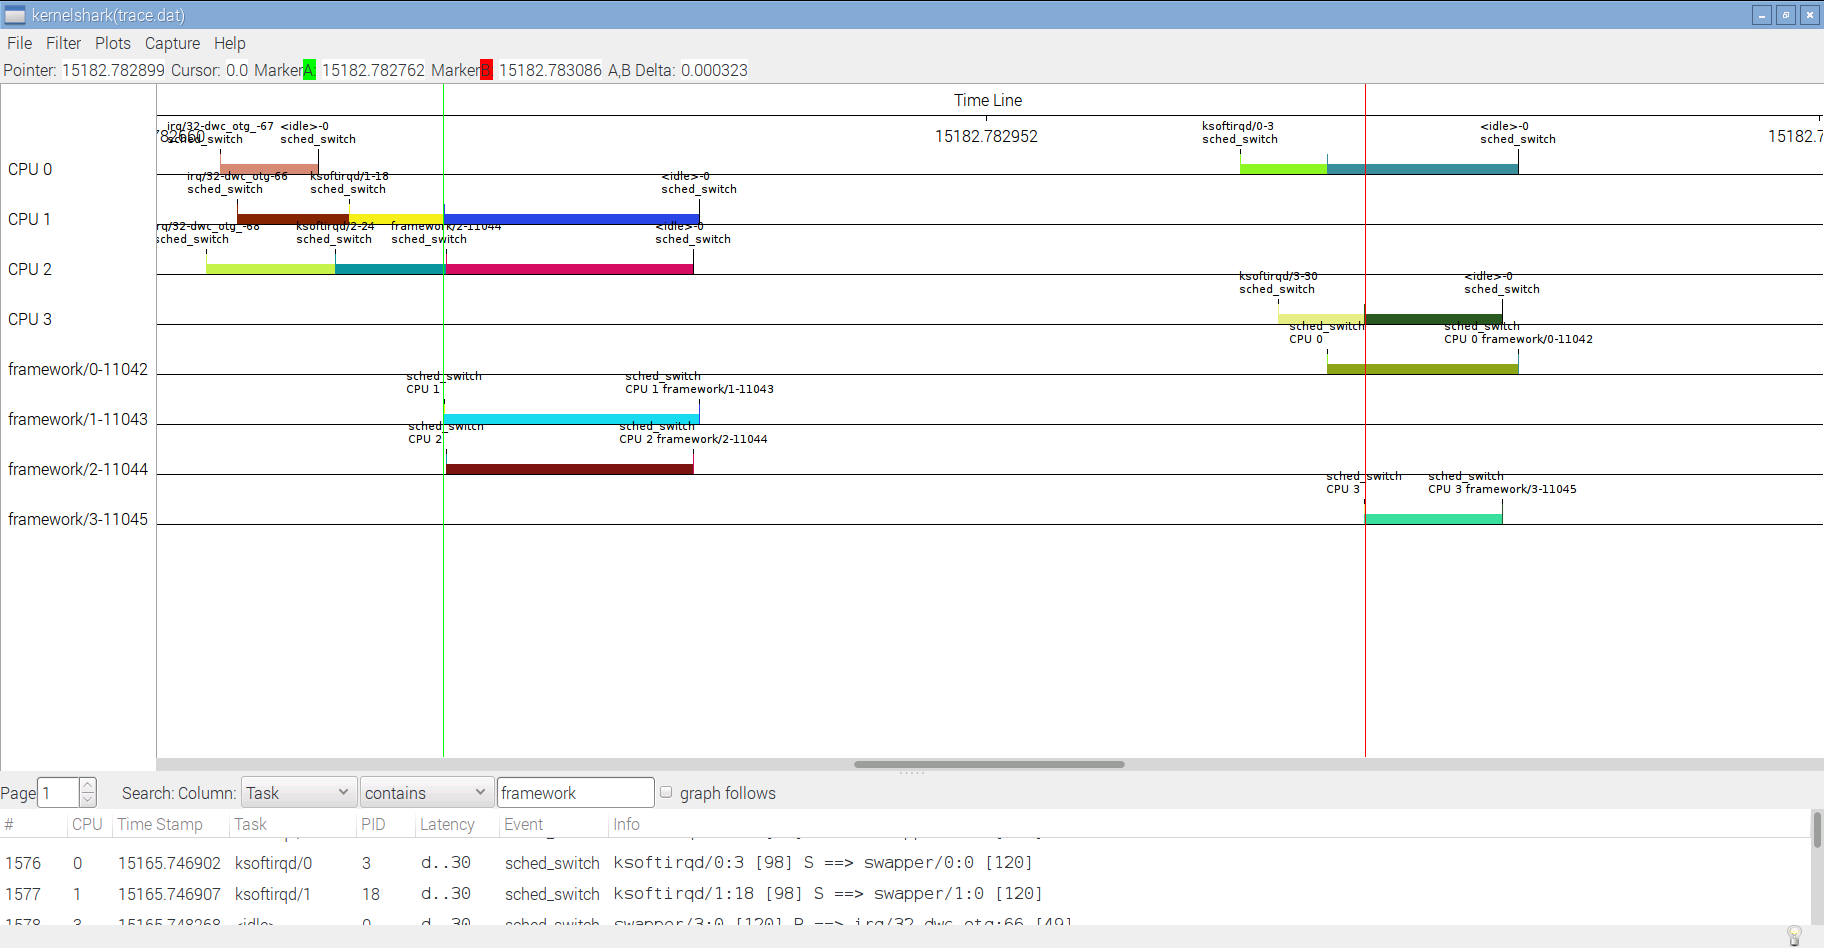 kernelshark(trace.dat)
File Filter Plots Capture Help
Pointer: 15182.782899 Cursor: 0.0 MarkerA: 15182.782762 MarkerB: 15182.783086 A,B Delta: 0.000323
Time Line
15182.782952 15182.7
irq/32-dwc_otg_-67 <idle>-0 ksoftirqd/0-3 <idle>-0
sched_switch sched_switch sched_switch sched_switch
CPU 0
irq/32-dwc_otg-66 ksoftirqd/1-18 <idle>-0
sched_switch sched_switch sched_switch
CPU 1
rq/32-dwc_otg_-68 ksoftirqd/2-24 framework/2-11044 <idle>-0
sched_switch sched_switch sched_switch sched_switch
CPU 2
ksoftirqd/3-30 <idle>-0
sched_switch sched_switch
CPU 3
sched_switch sched_switch
CPU 0 CPU 0 framework/0-11042
framework/0-11042
sched_switch sched_switch
CPU 1 CPU 1 framework/1-11043
framework/1-11043
sched_switch sched_switch
CPU 2 CPU 2 framework/2-11044
framework/2-11044
sched_switch sched_switch
CPU 3 CPU 3 framework/3-11045
framework/3-11045
Page 1 Search: Column: Task contains framework graph follows
# CPU Time Stamp Task PID Latency Event Info
1576 0 15165.746902 ksoftirqd/0 3 d..30 sched_switch ksoftirqd/0:3 [98] S ==> swapper/0:0 [120]
1577 1 15165.746907 ksoftirqd/1 18 d..30 sched_switch ksoftirqd/1:18 [98] S ==> swapper/1:0 [120]
1578 3 15165.748268 <idle> 0 d..30 sched_switch swapper/3:0 [120] R ==> irq/32-dwc_otg:66 [49]